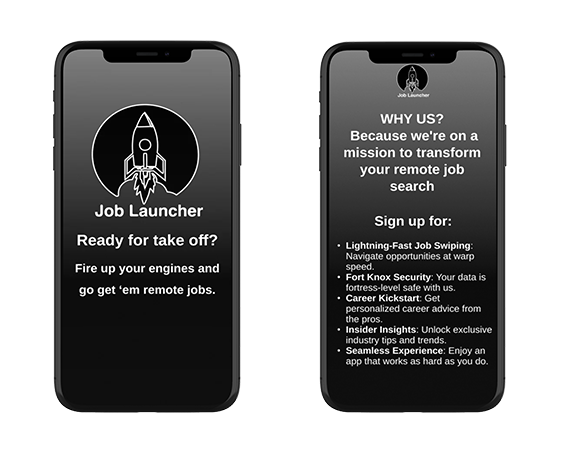 Job Launcher
Ready for take off?
Fire up your engines and
go get ‘em remote jobs.
Job Launcher
WHY US?
Because we're on a
mission to transform
your remote job
search
Sign up for:
• Lightning-Fast Job Swiping:
Navigate opportunities at warp
speed.
• Fort Knox Security: Your data is
fortress-level safe with us.
• Career Kickstart: Get
personalized career advice from
the pros.
• Insider Insights: Unlock exclusive
industry tips and trends.
• Seamless Experience: Enjoy an
app that works as hard as you do.